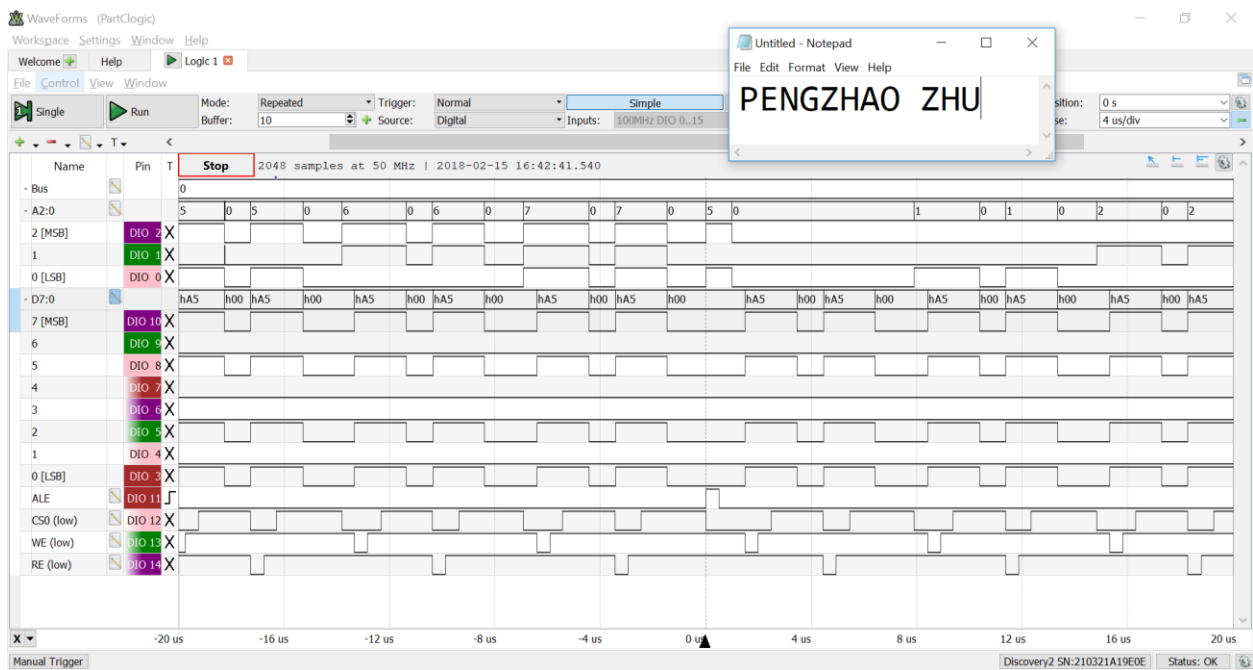 WaveForms (PartClogic)
Workspace Settings Window Help
Welcome Help Logic 1
File Control View Window
Single Run Mode: Repeated Trigger: Normal Simple
Buffer: 10 Source: Digital Inputs: 100MHz DIO 0..15
sition: 0 s
se: 4 us/div
Untitled - Notepad
File Edit Format View Help
PENGZHAO ZHU
Name Pin T Stop 2048 samples at 50 MHz | 2018-02-15 16:42:41.540
- Bus 0
- A2:0 5 0 5 0 6 0 6 0 7 0 7 0 5 0 1 0 1 0 2 0 2
2 [MSB] DIO 2 X
1 DIO 1 X
0 [LSB] DIO 0 X
- D7:0 hA5 h00 hA5 h00 hA5 h00 hA5 h00 hA5 h00 hA5 h00 hA5 h00 hA5 h00 hA5 h00 hA5 h00 hA5 h00 hA5
7 [MSB] DIO 10 X
6 DIO 9 X
5 DIO 8 X
4 DIO 7 X
3 DIO 6 X
2 DIO 5 X
1 DIO 4 X
0 [LSB] DIO 3 X
ALE DIO 11
CS0 (low) DIO 12 X
WE (low) DIO 13 X
RE (low) DIO 14 X
X -20 us -16 us -12 us -8 us -4 us 0 us 4 us 8 us 12 us 16 us 20 us
Manual Trigger Discovery2 SN:210321A19E0E Status: OK